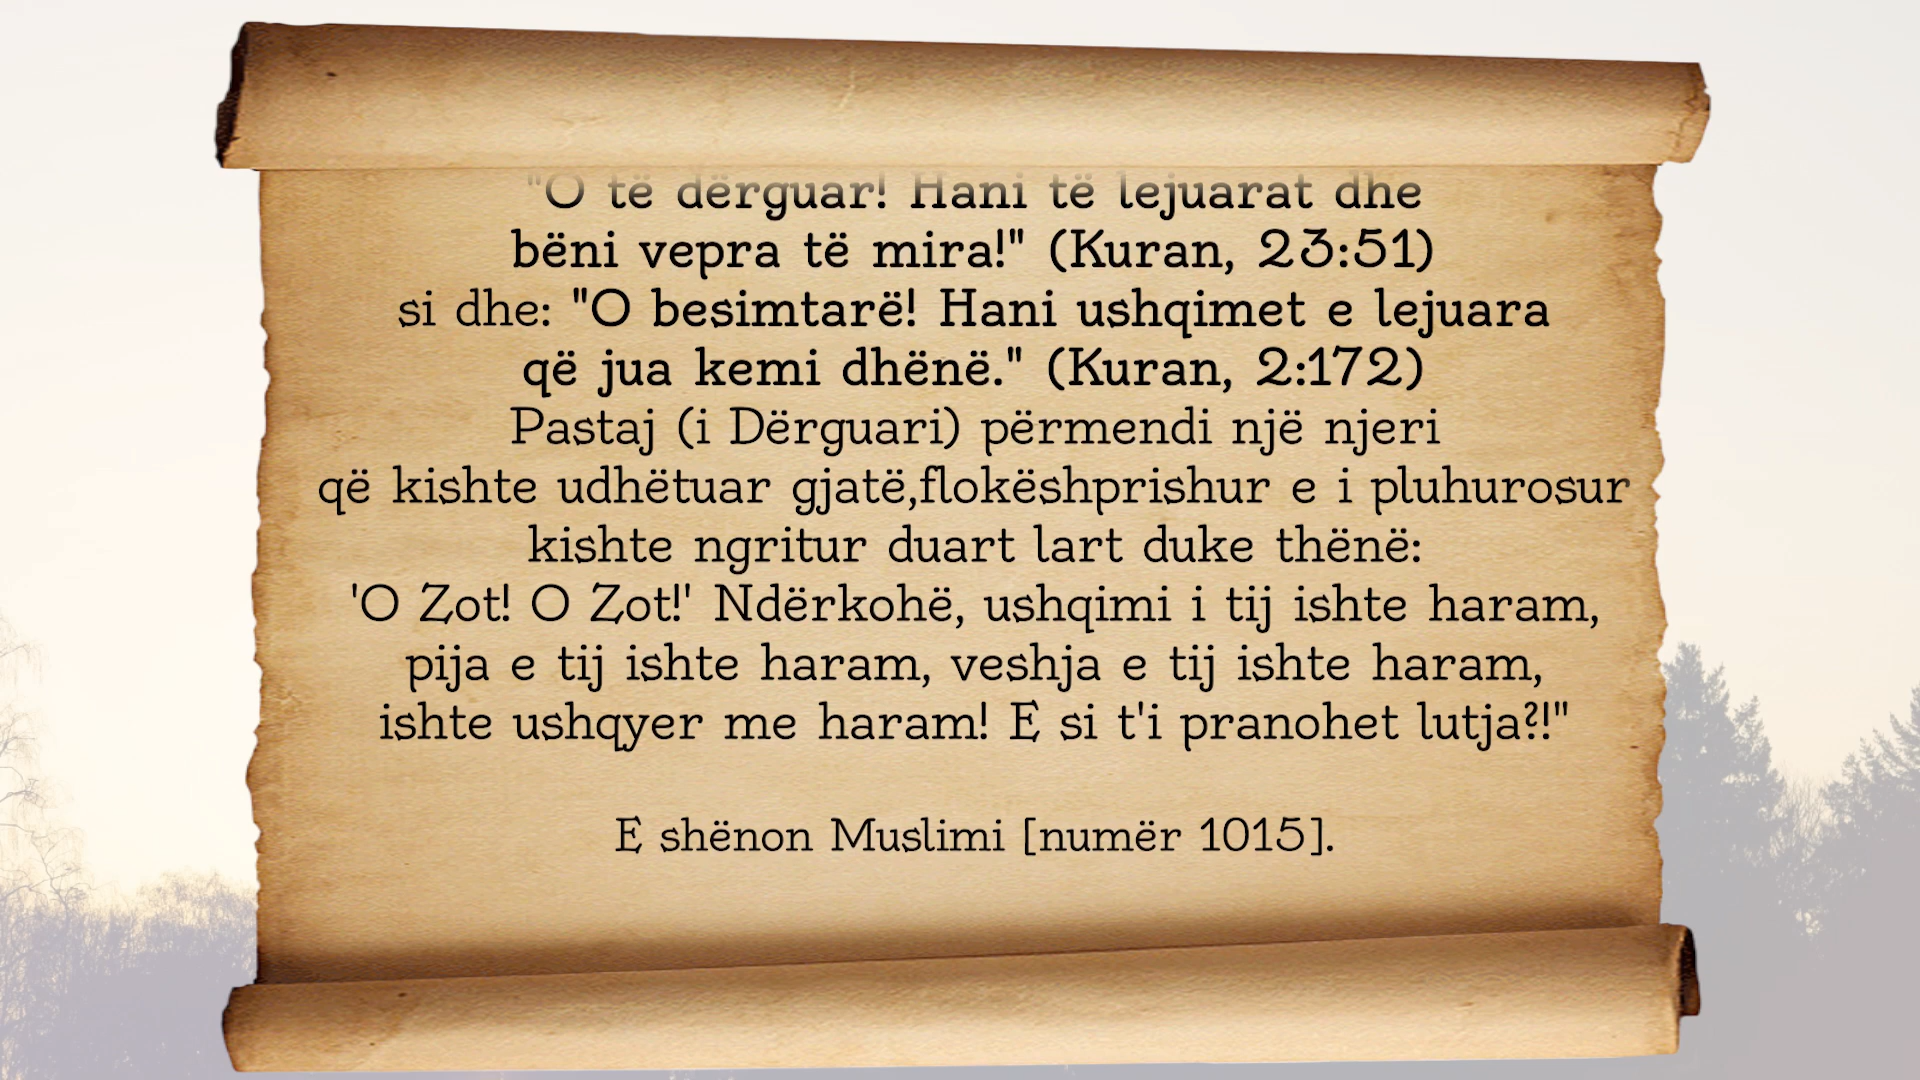 "O të dërguar! Hani të lejuarat dhe
bëni vepra të mira!" (Kuran, 23:51)
si dhe: "O besimtarë! Hani ushqimet e lejuara
që jua kemi dhënë." (Kuran, 2:172)
Pastaj (i Dërguari) përmendi një njeri
që kishte udhëtuar gjatë,flokëshprishur e i pluhurosur
kishte ngritur duart lart duke thënë:
'O Zot! O Zot!' Ndërkohë, ushqimi i tij ishte haram,
pija e tij ishte haram, veshja e tij ishte haram,
ishte ushqyer me haram! E si t'i pranohet lutja?!"
E shënon Muslimi [numër 1015].